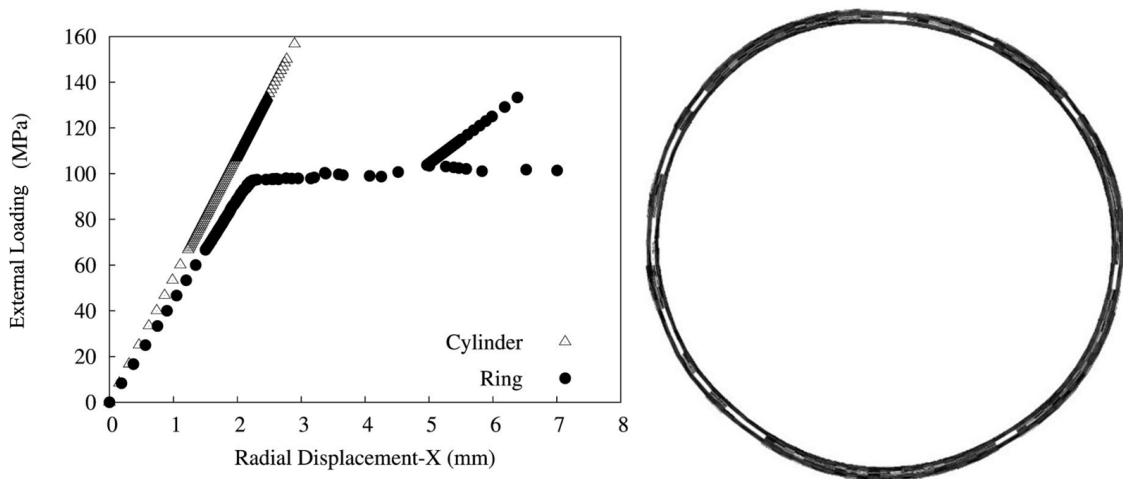 160
140
120
100
80
60
40
20
0
External Loading (MPa)
Cylinder
Ring
0 1 2 3 4 5 6 7 8
Radial Displacement-X (mm)